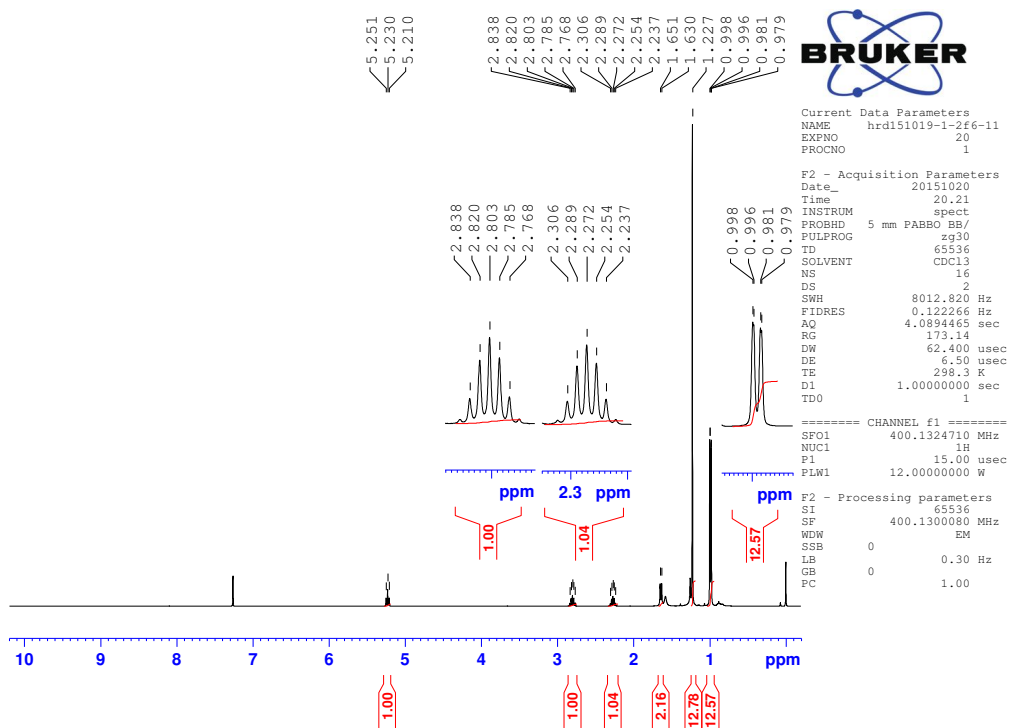 5.251
5.230
5.210
2.838
2.820
2.803
2.785
2.768
2.306
2.289
2.272
2.254
2.237
1.651
1.630
1.227
0.998
0.996
0.981
0.979
BRUKER
Current Data Parameters
NAME hrd151019-1-2f6-11
EXPNO 20
PROCNO 1
F2 - Acquisition Parameters
Date_ 20151020
Time 20.21
INSTRUM spect
PROBHD 5 mm PABBO BB/
PULPROG zg30
TD 65536
SOLVENT CDCl3
NS 16
DS 2
SWH 8012.820 Hz
FIDRES 0.122266 Hz
AQ 4.0894465 sec
RG 173.14
DW 62.400 usec
DE 6.50 usec
TE 298.3 K
D1 1.00000000 sec
TD0 1
======== CHANNEL f1 ========
SFO1 400.1324710 MHz
NUC1 1H
P1 15.00 usec
PLW1 12.00000000 W
F2 - Processing parameters
SI 65536
SF 400.1300080 MHz
WDW EM
SSB 0
LB 0.30 Hz
GB 0
PC 1.00
2.838
2.820
2.803
2.785
2.768
2.306
2.289
2.272
2.254
2.237
0.998
0.996
0.981
0.979
ppm
2.3 ppm
ppm
1.00
1.04
12.57
10 9 8 7 6 5 4 3 2 1 ppm
1.00
1.00
1.04
2.16
12.78
12.57